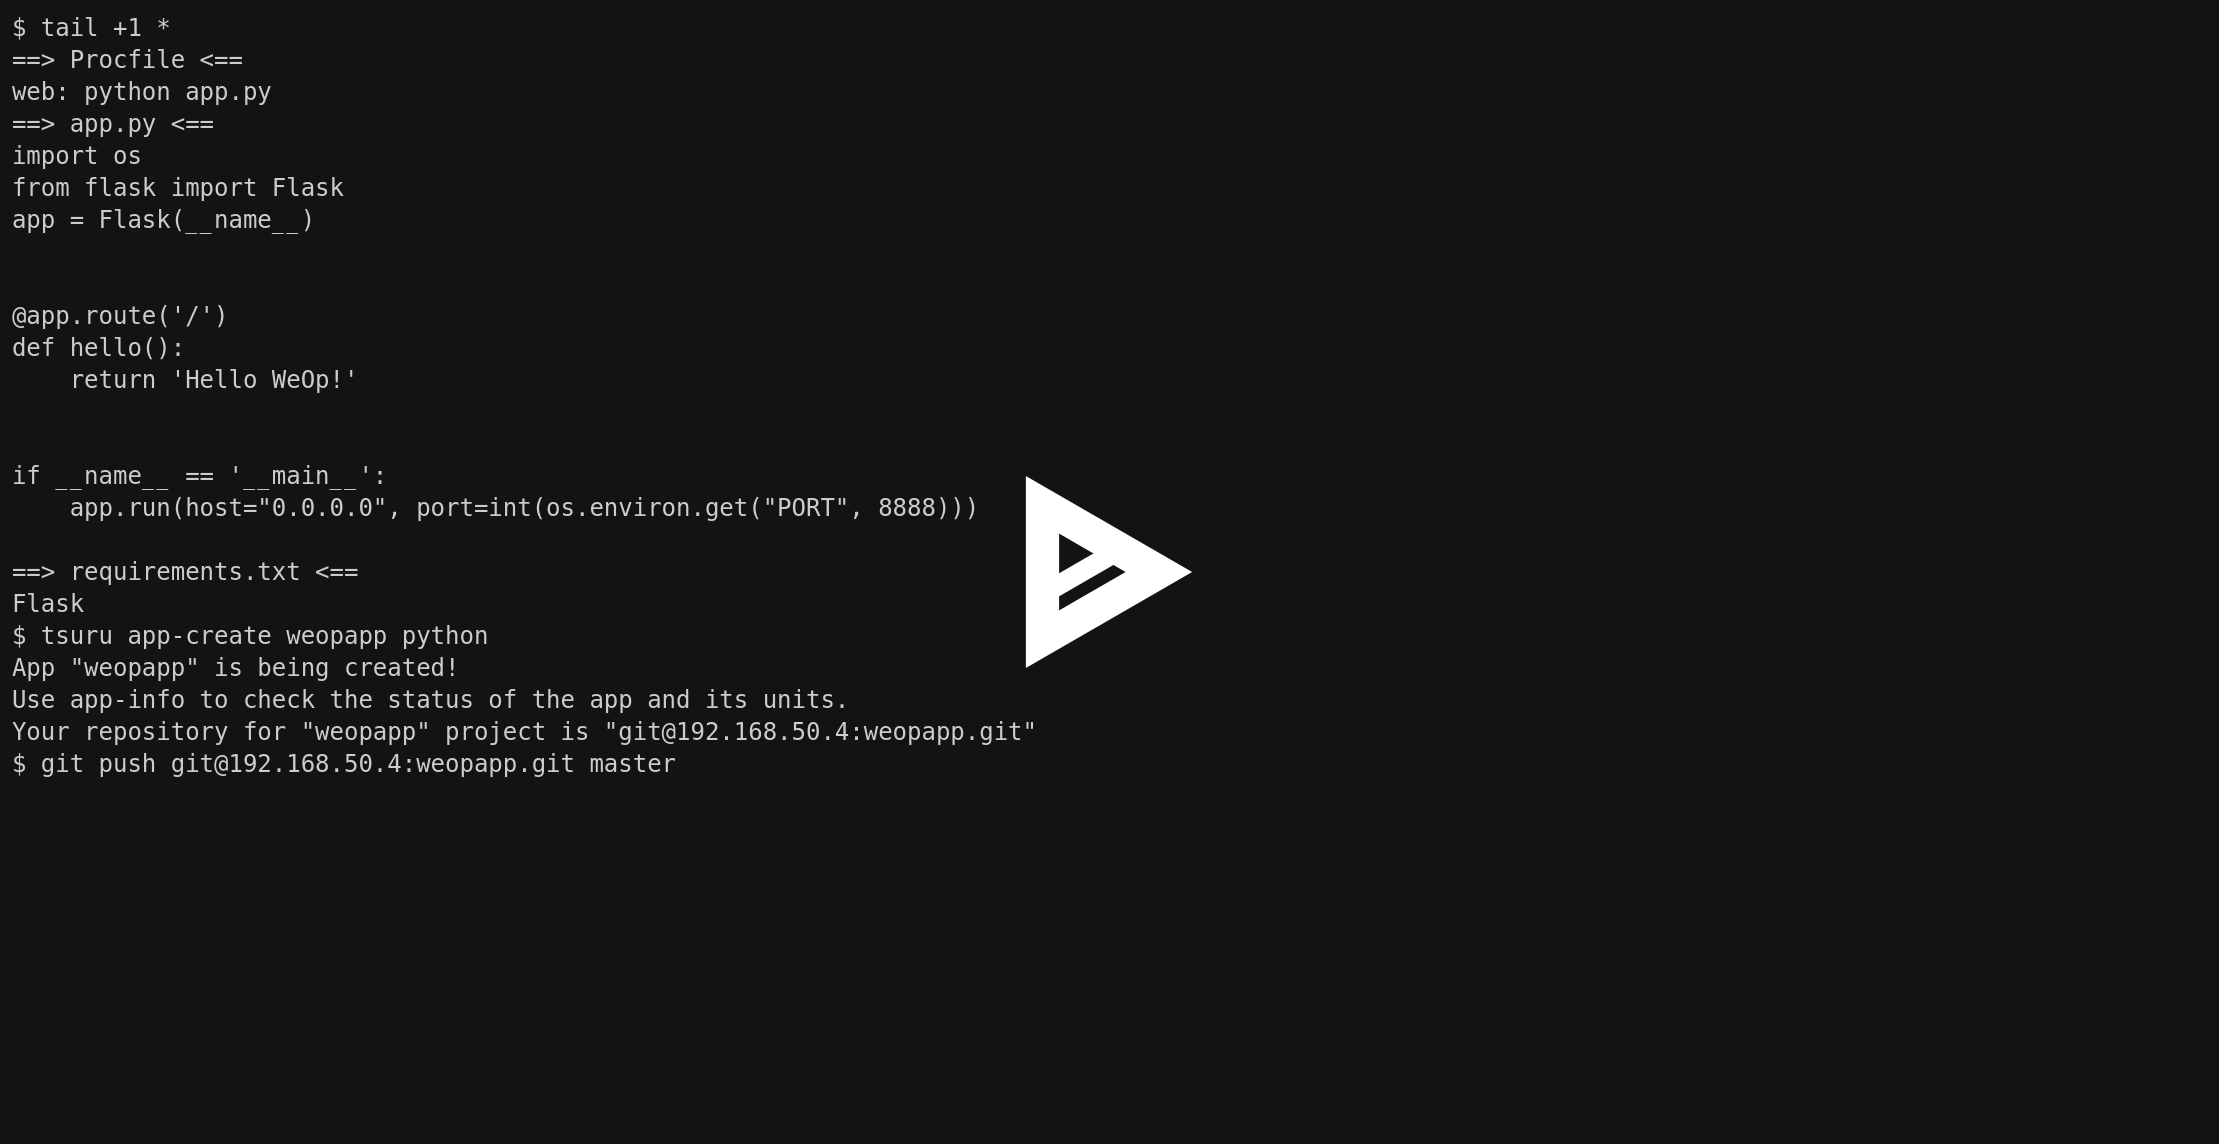 $ tail +1 *
==> Procfile <==
web: python app.py
==> app.py <==
import os
from flask import Flask
app = Flask(__name__)
@app.route('/')
def hello():
    return 'Hello WeOp!'
if __name__ == '__main__':
    app.run(host="0.0.0.0", port=int(os.environ.get("PORT", 8888)))
==> requirements.txt <==
Flask
$ tsuru app-create weopapp python
App "weopapp" is being created!
Use app-info to check the status of the app and its units.
Your repository for "weopapp" project is "git@192.168.50.4:weopapp.git"
$ git push git@192.168.50.4:weopapp.git master